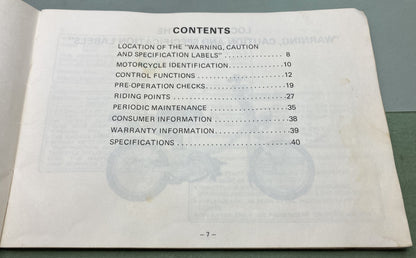 CONTENTS
LOCATION OF THE "WARNING, CAUTION
AND SPECIFICATION LABELS" . . . . . . . . . . . . . . 8
MOTORCYCLE IDENTIFICATION . . . . . . . . . . . . . 10
CONTROL FUNCTIONS . . . . . . . . . . . . . . . . . . . . 12
PRE-OPERATION CHECKS . . . . . . . . . . . . . . . . . . 19
RIDING POINTS . . . . . . . . . . . . . . . . . . . . . . . . . 27
PERIODIC MAINTENANCE . . . . . . . . . . . . . . . . . . 35
CONSUMER INFORMATION . . . . . . . . . . . . . . . . . 38
WARRANTY INFORMATION . . . . . . . . . . . . . . . . . 39
SPECIFICATIONS . . . . . . . . . . . . . . . . . . . . . . . . 40
– 7 –